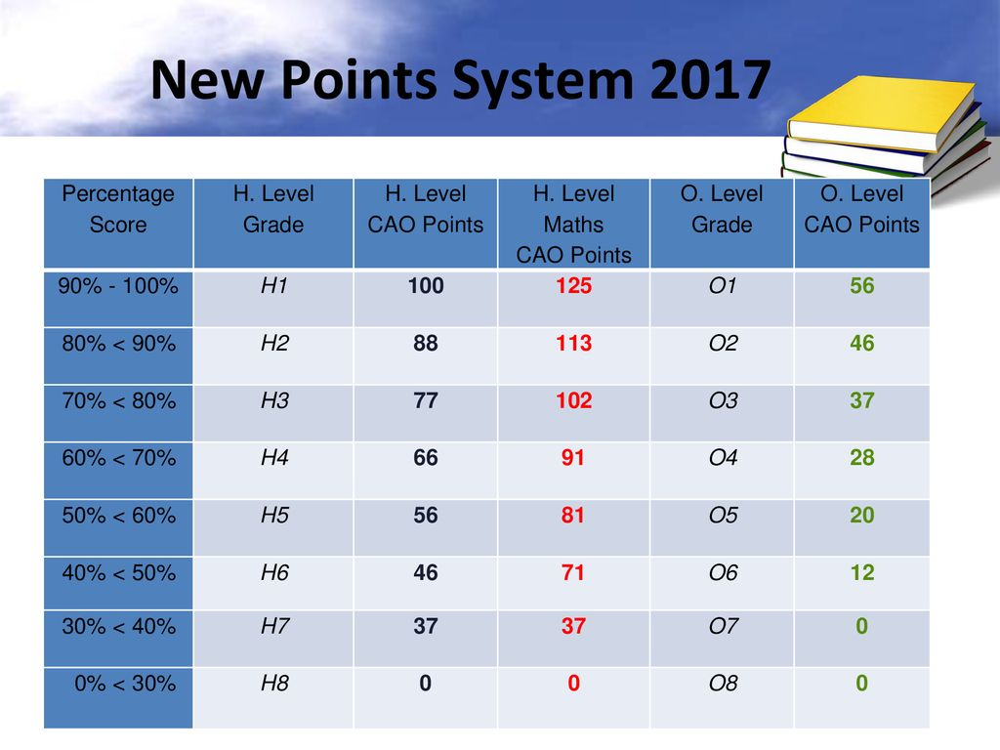 New Points System 2017
Percentage Score H. Level Grade H. Level CAO Points H. Level Maths CAO Points O. Level Grade O. Level CAO Points
90% - 100% H1 100 125 O1 56
80% < 90% H2 88 113 O2 46
70% < 80% H3 77 102 O3 37
60% < 70% H4 66 91 O4 28
50% < 60% H5 56 81 O5 20
40% < 50% H6 46 71 O6 12
30% < 40% H7 37 37 O7 0
0% < 30% H8 0 0 O8 0